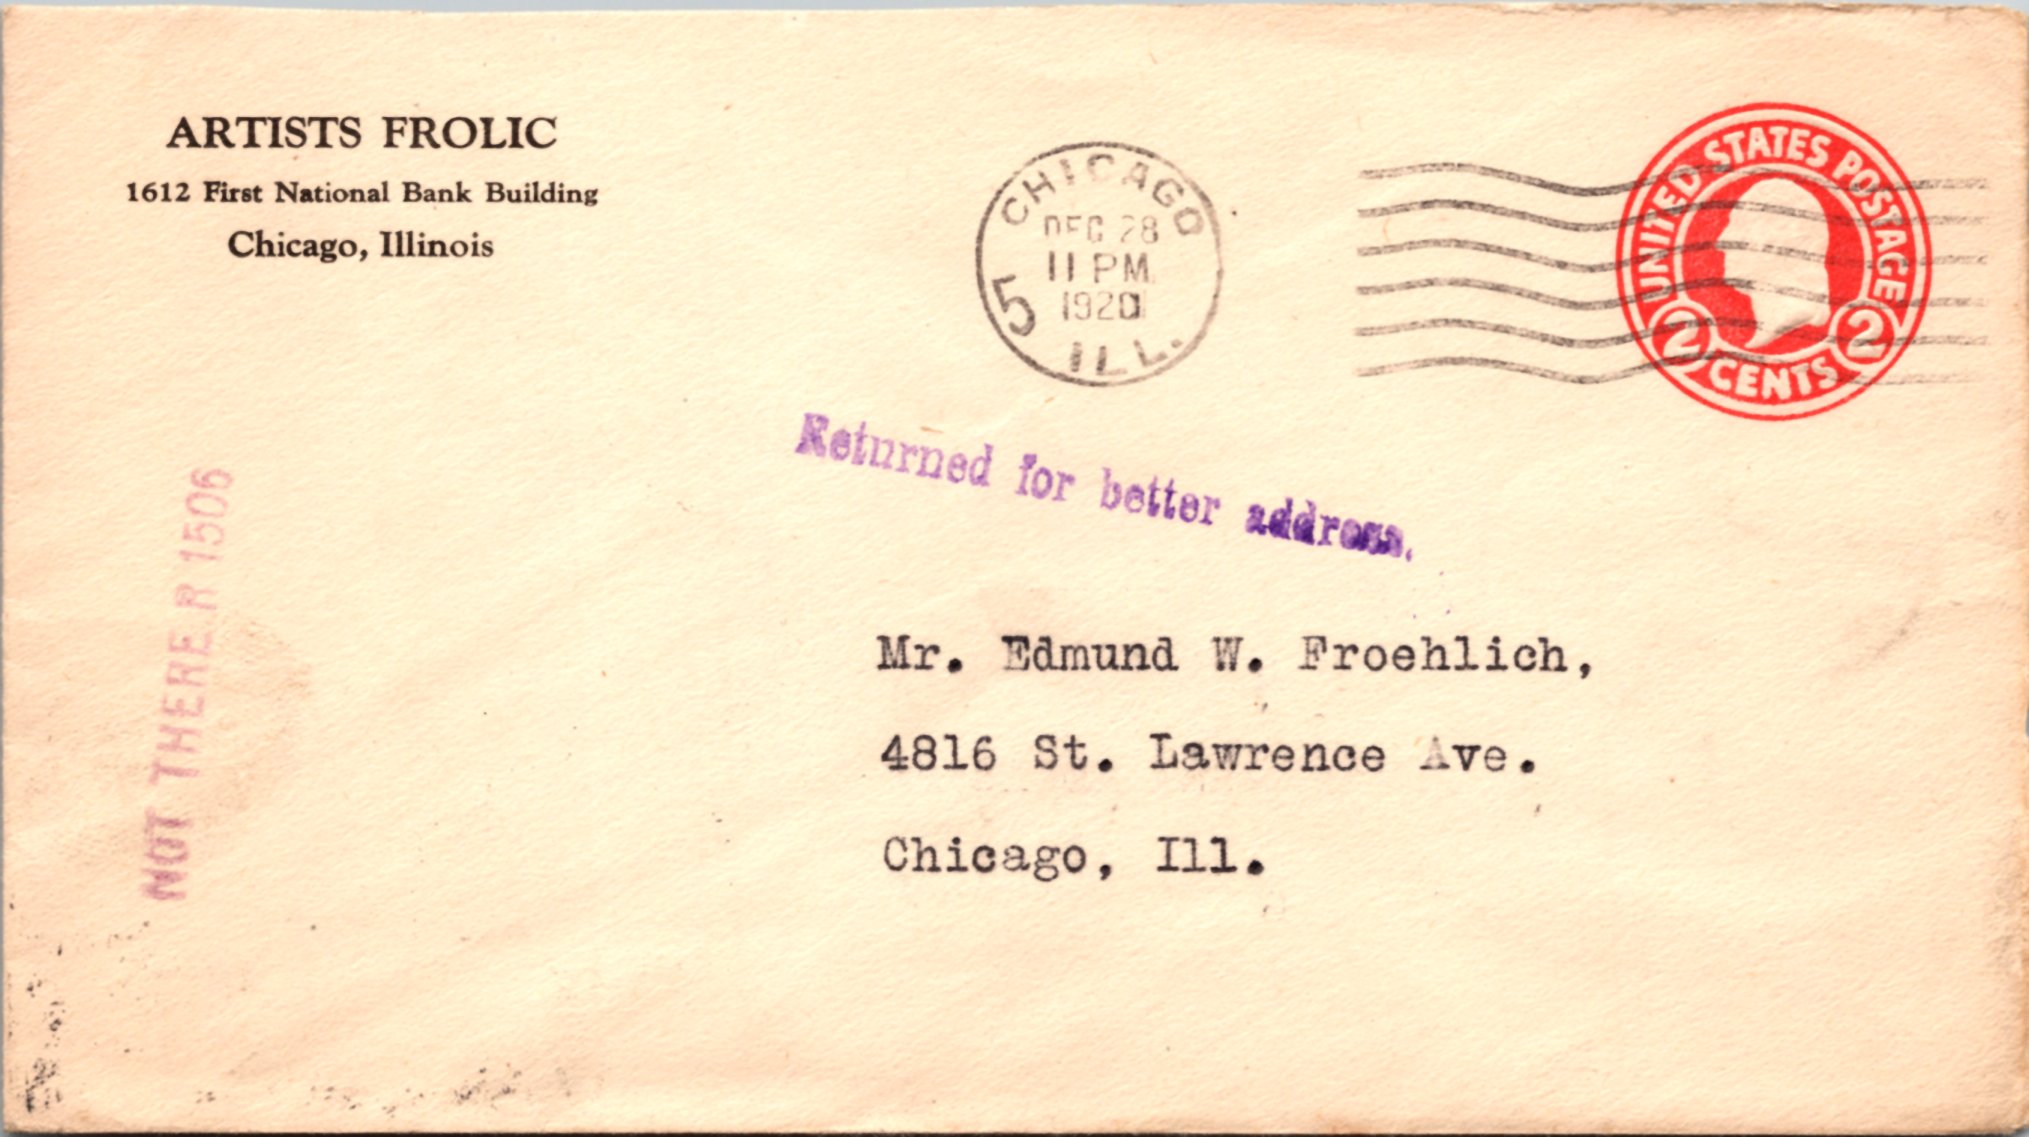 ARTISTS FROLIC
1612 First National Bank Building
Chicago, Illinois
CHICAGO
DEC 28
11 PM
1920
5
ILL.
UNITED STATES POSTAGE
2 CENTS 2
Returned for better address.
NOT THERE R 1506
Mr. Edmund W. Froehlich,
4816 St. Lawrence Ave.
Chicago, Ill.